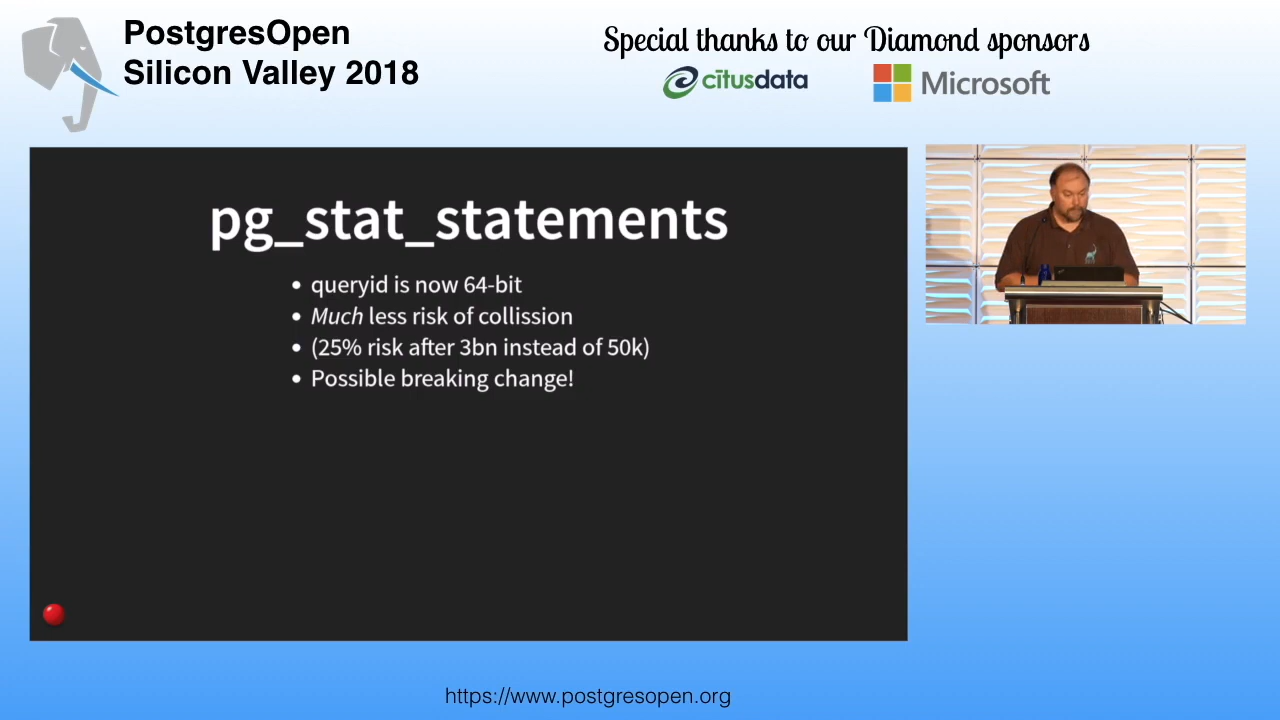 PostgresOpen
Silicon Valley 2018
Special thanks to our Diamond sponsors
citusdata
Microsoft
pg_stat_statements
• queryid is now 64-bit
• Much less risk of collission
• (25% risk after 3bn instead of 50k)
• Possible breaking change!
https://www.postgresopen.org